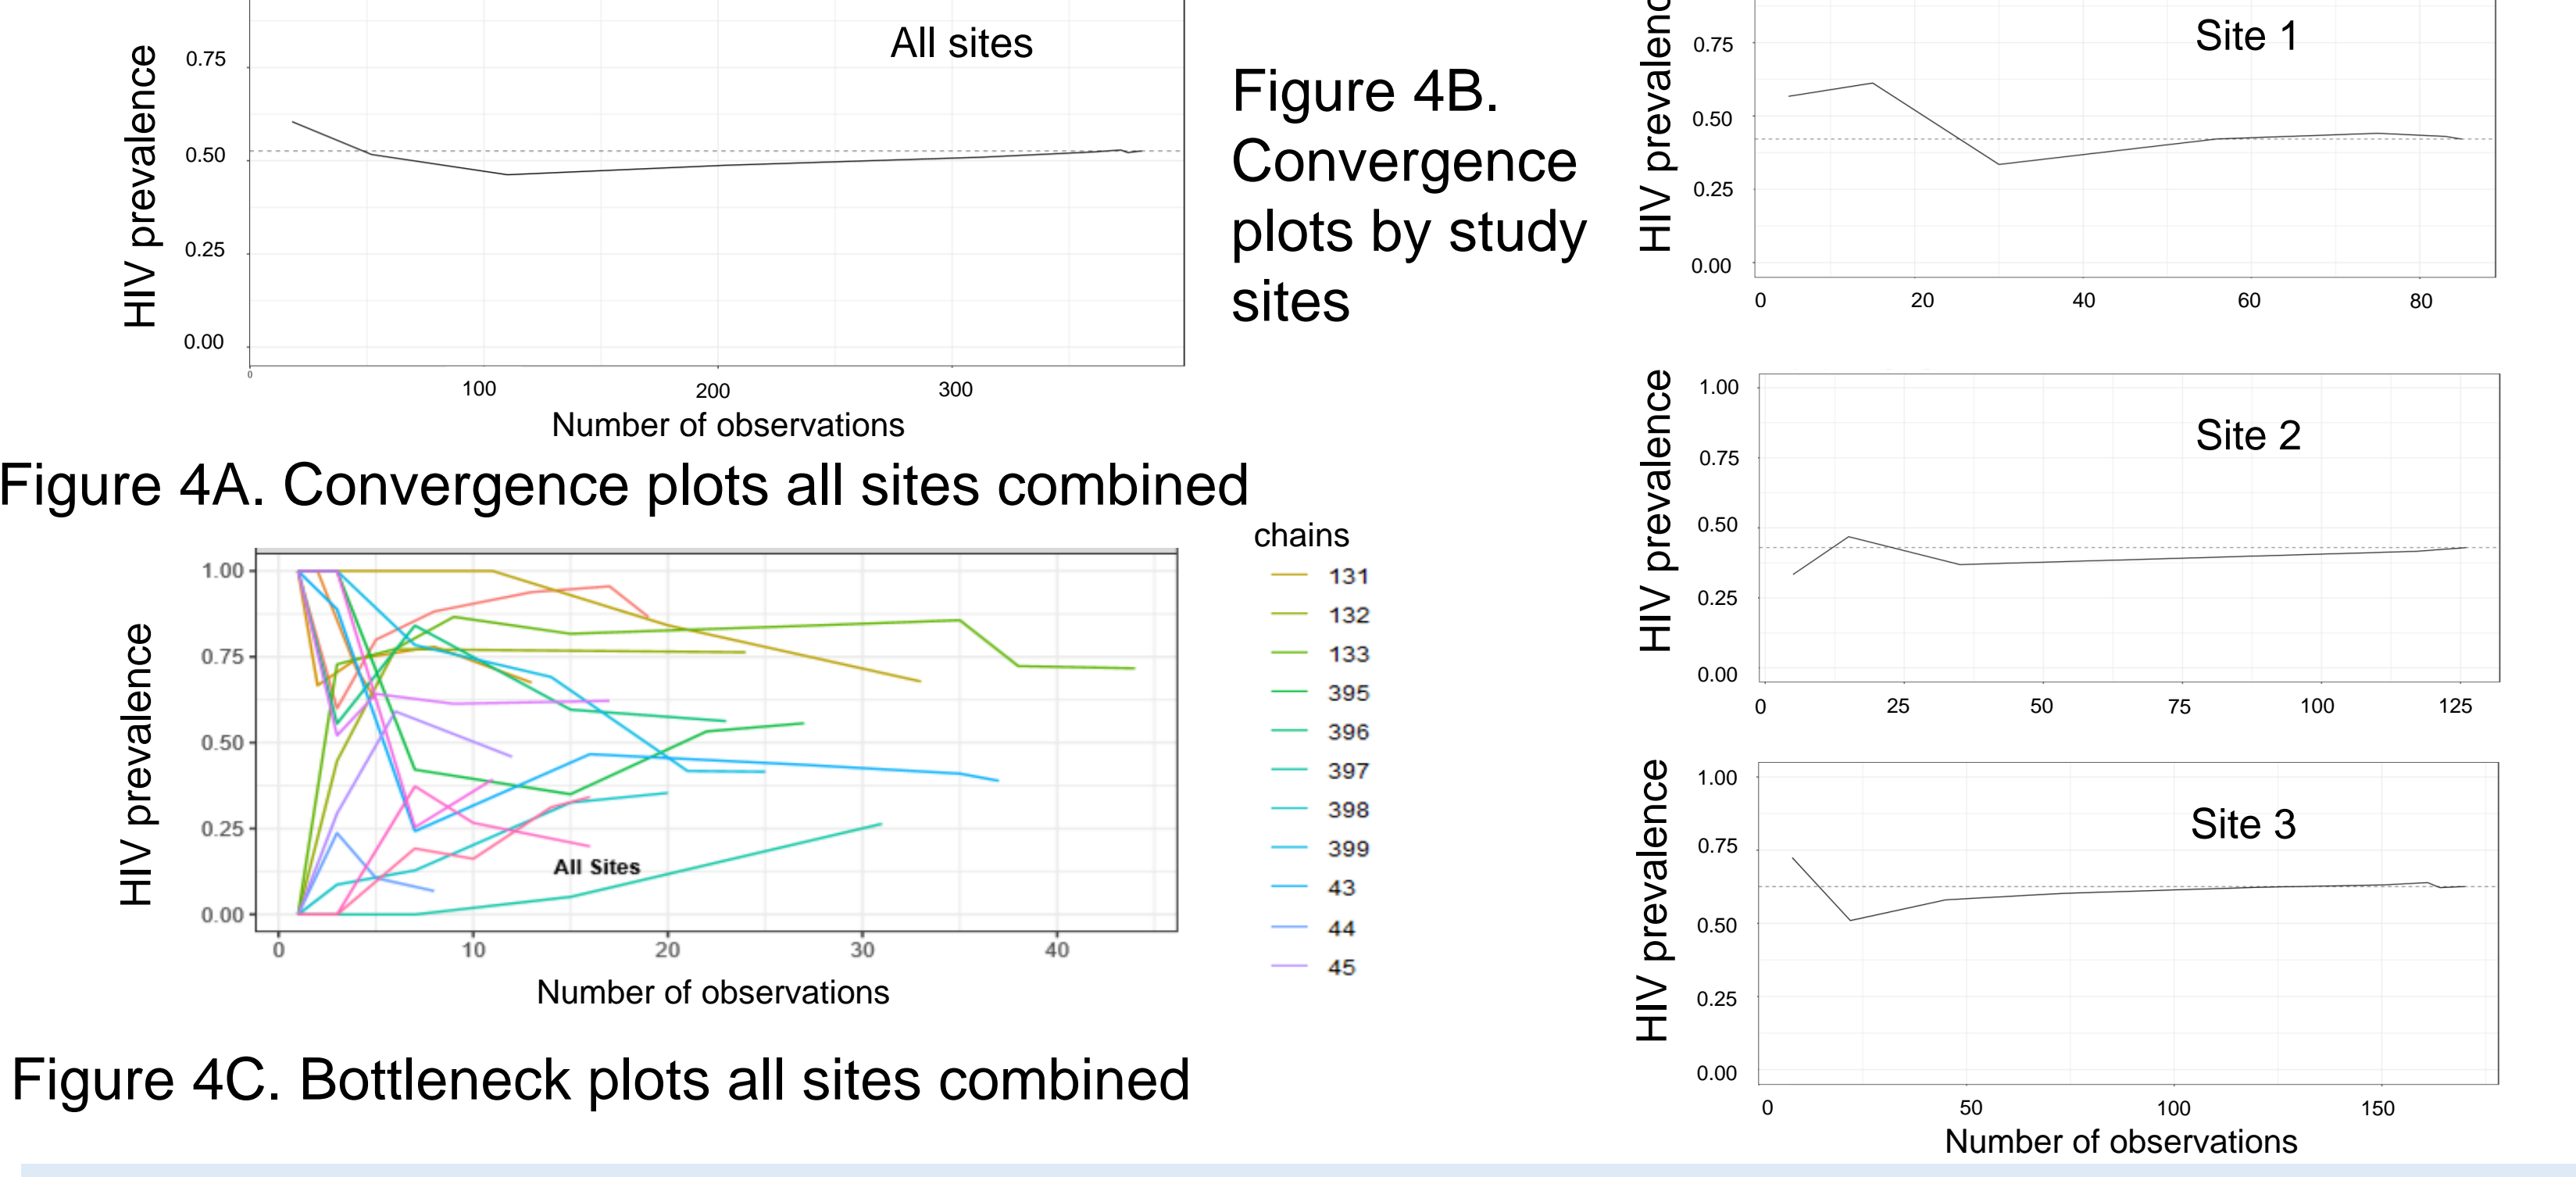 HIV prevalence
0.75
0.50
0.25
0.00
All sites
0
100
200
300
Number of observations
Figure 4A. Convergence plots all sites combined
HIV prevalence
1.00
0.75
0.50
0.25
0.00
All Sites
0
10
20
30
40
Number of observations
chains
131
132
133
395
396
397
398
399
43
44
45
Figure 4C. Bottleneck plots all sites combined
Figure 4B.
Convergence
plots by study
sites
HIV prevalenc
0.75
0.50
0.25
0.00
Site 1
0
20
40
60
80
HIV prevalence
1.00
0.75
0.50
0.25
0.00
Site 2
0
25
50
75
100
125
HIV prevalence
1.00
0.75
0.50
0.25
0.00
Site 3
0
50
100
150
Number of observations